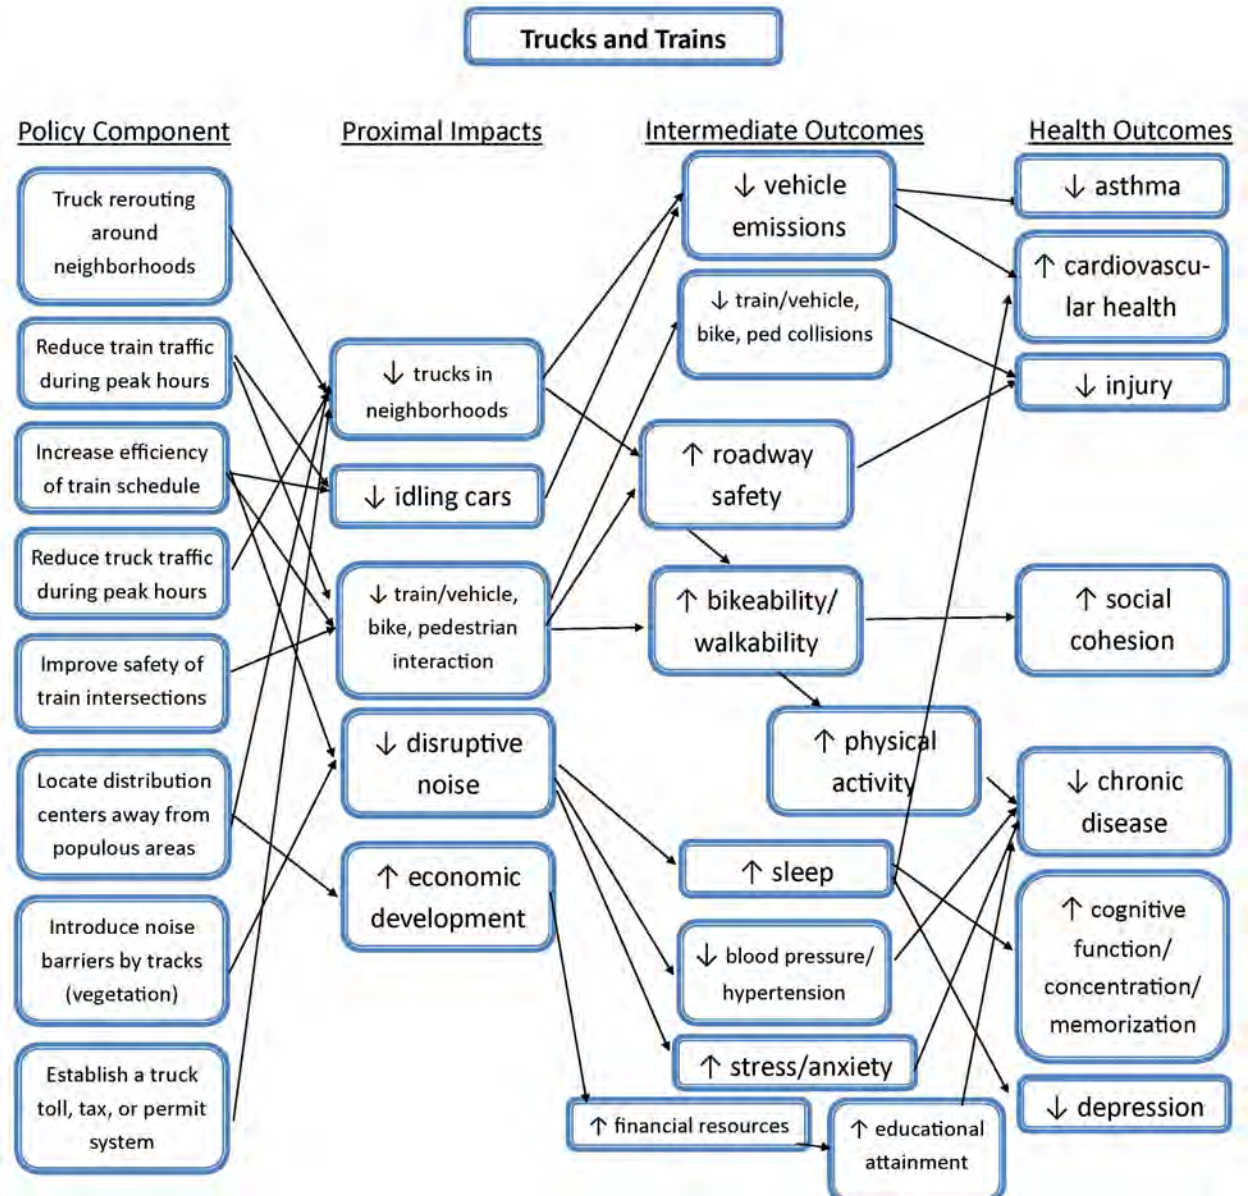 Trucks and Trains
Policy Component
Proximal Impacts
Intermediate Outcomes
Health Outcomes
Truck rerouting
around
neighborhoods
Reduce train traffic
during peak hours
Increase efficiency
of train schedule
Reduce truck traffic
during peak hours
Improve safety of
train intersections
Locate distribution
centers away from
populous areas
Introduce noise
barriers by tracks
(vegetation)
Establish a truck
toll, tax, or permit
system
↓ trucks in
neighborhoods
↓ idling cars
↓ train/vehicle,
bike, pedestrian
interaction
↓ disruptive
noise
↑ economic
development
↓ vehicle
emissions
↓ train/vehicle,
bike, ped collisions
↑ roadway
safety
↑ bikeability/
walkability
↑ physical
activity
↑ sleep
↓ blood pressure/
hypertension
↑ stress/anxiety
↑ financial resources
↑ educational
attainment
↓ asthma
↑ cardiovascu-
lar health
↓ injury
↑ social
cohesion
↓ chronic
disease
↑ cognitive
function/
concentration/
memorization
↓ depression